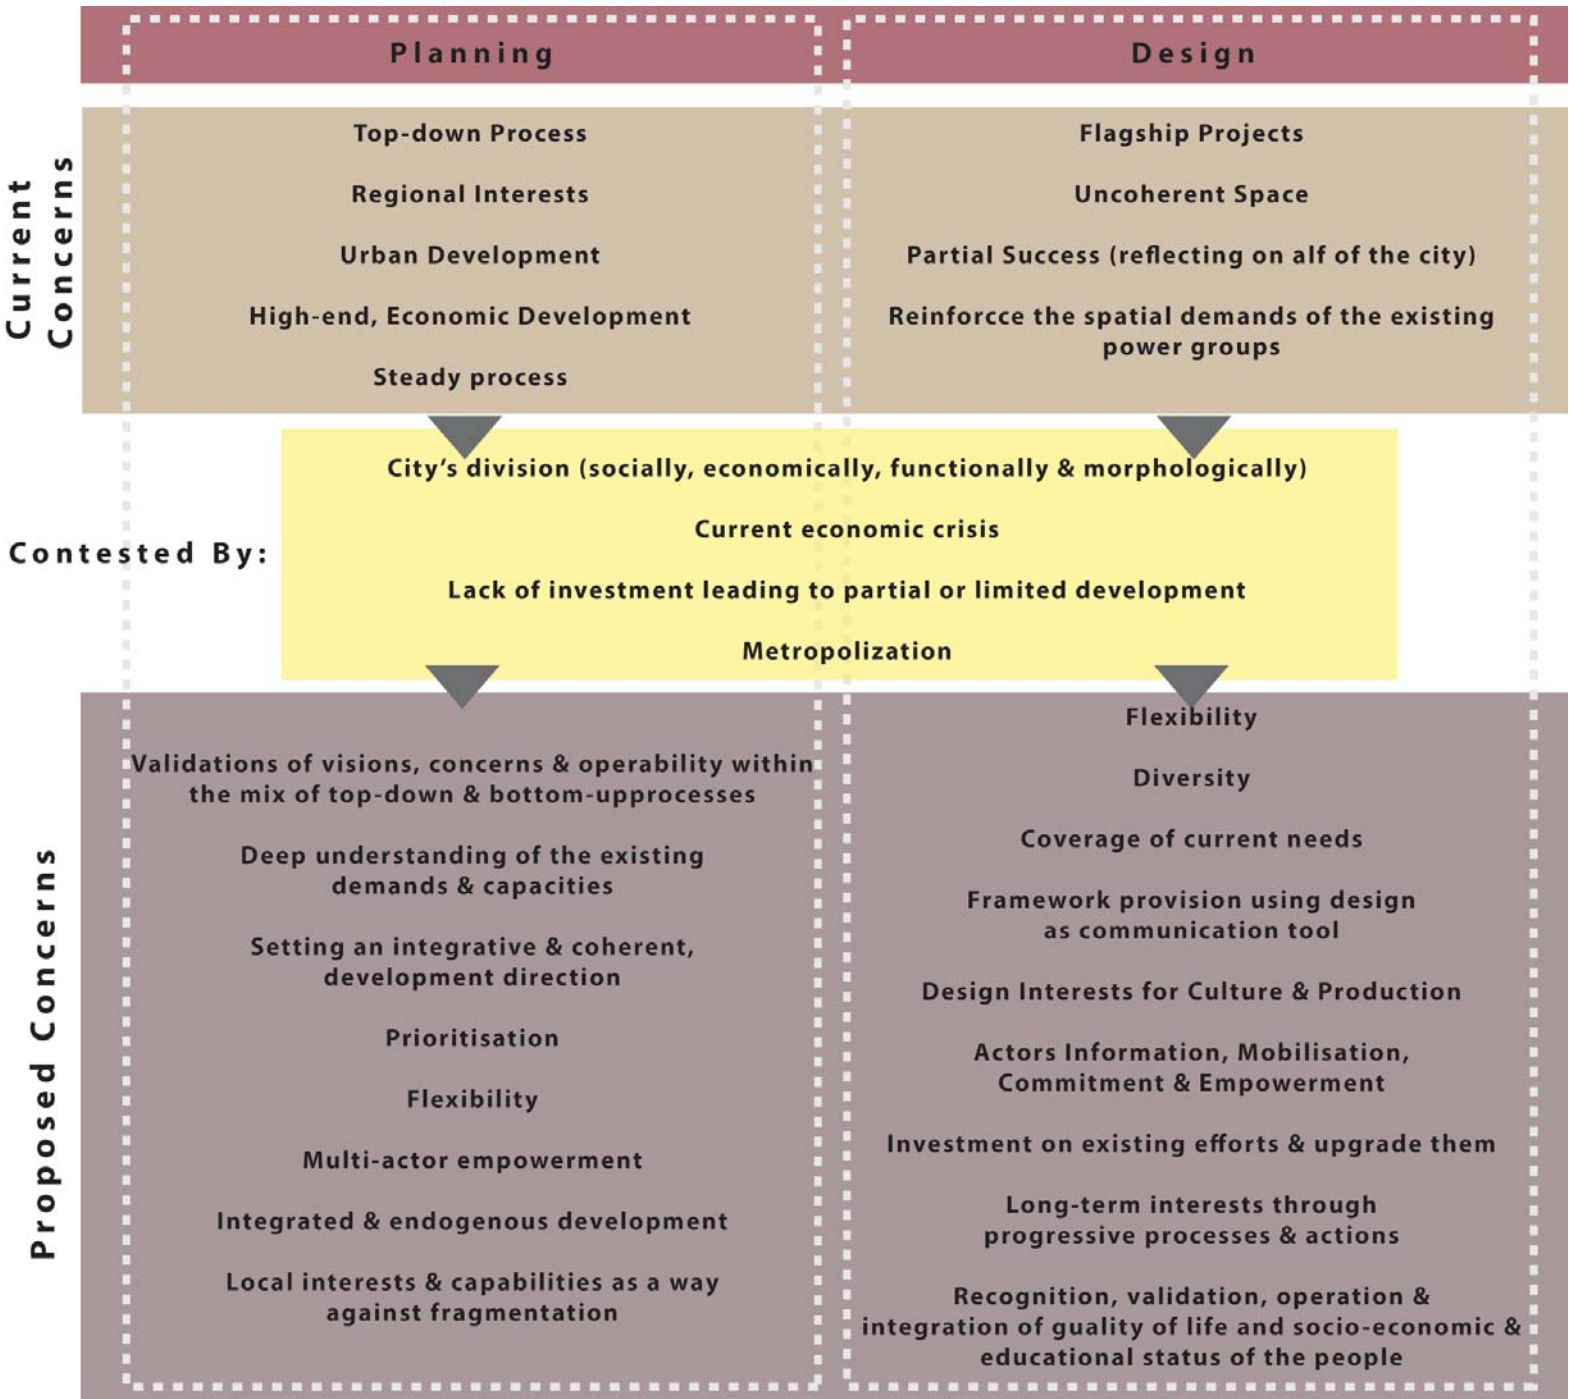 Planning
Design
Current
Concerns
Top-down Process
Regional Interests
Urban Development
High-end, Economic Development
Steady process
Flagship Projects
Uncoherent Space
Partial Success (reflecting on alf of the city)
Reinforcce the spatial demands of the existing
power groups
Contested By:
City's division (socially, economically, functionally & morphologically)
Current economic crisis
Lack of investment leading to partial or limited development
Metropolization
Proposed Concerns
Validations of visions, concerns & operability within
the mix of top-down & bottom-upprocesses
Deep understanding of the existing
demands & capacities
Setting an integrative & coherent,
development direction
Prioritisation
Flexibility
Multi-actor empowerment
Integrated & endogenous development
Local interests & capabilities as a way
against fragmentation
Flexibility
Diversity
Coverage of current needs
Framework provision using design
as communication tool
Design Interests for Culture & Production
Actors Information, Mobilisation,
Commitment & Empowerment
Investment on existing efforts & upgrade them
Long-term interests through
progressive processes & actions
Recognition, validation, operation &
integration of guality of life and socio-economic &
educational status of the people